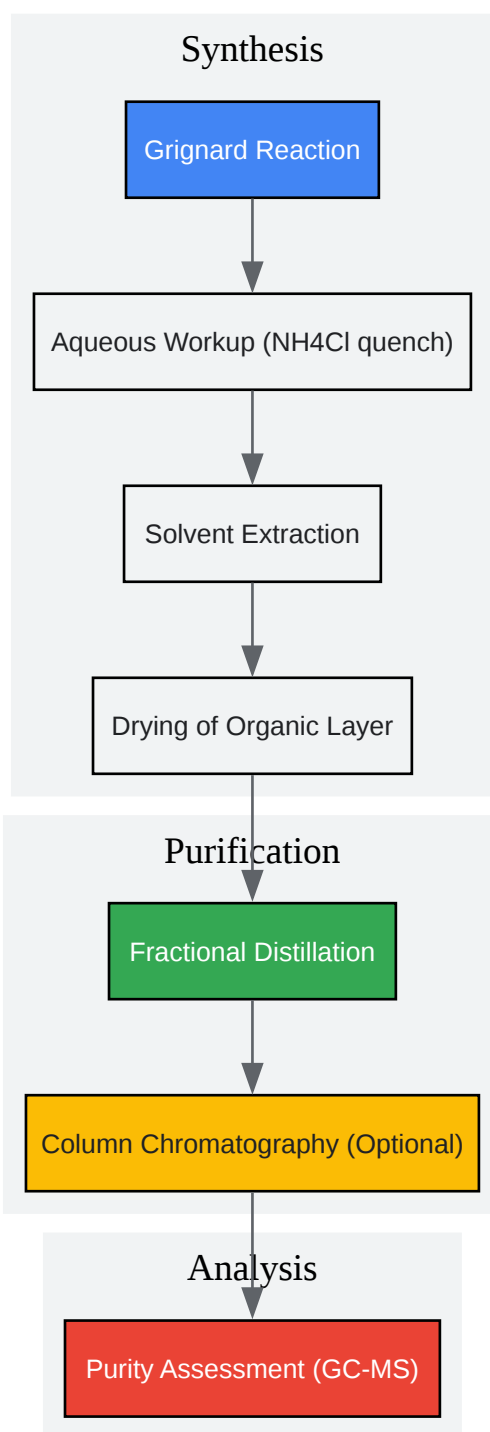 Synthesis
Grignard Reaction
Aqueous Workup (NH4Cl quench)
Solvent Extraction
Drying of Organic Layer
Purification
Fractional Distillation
Column Chromatography (Optional)
Analysis
Purity Assessment (GC-MS)